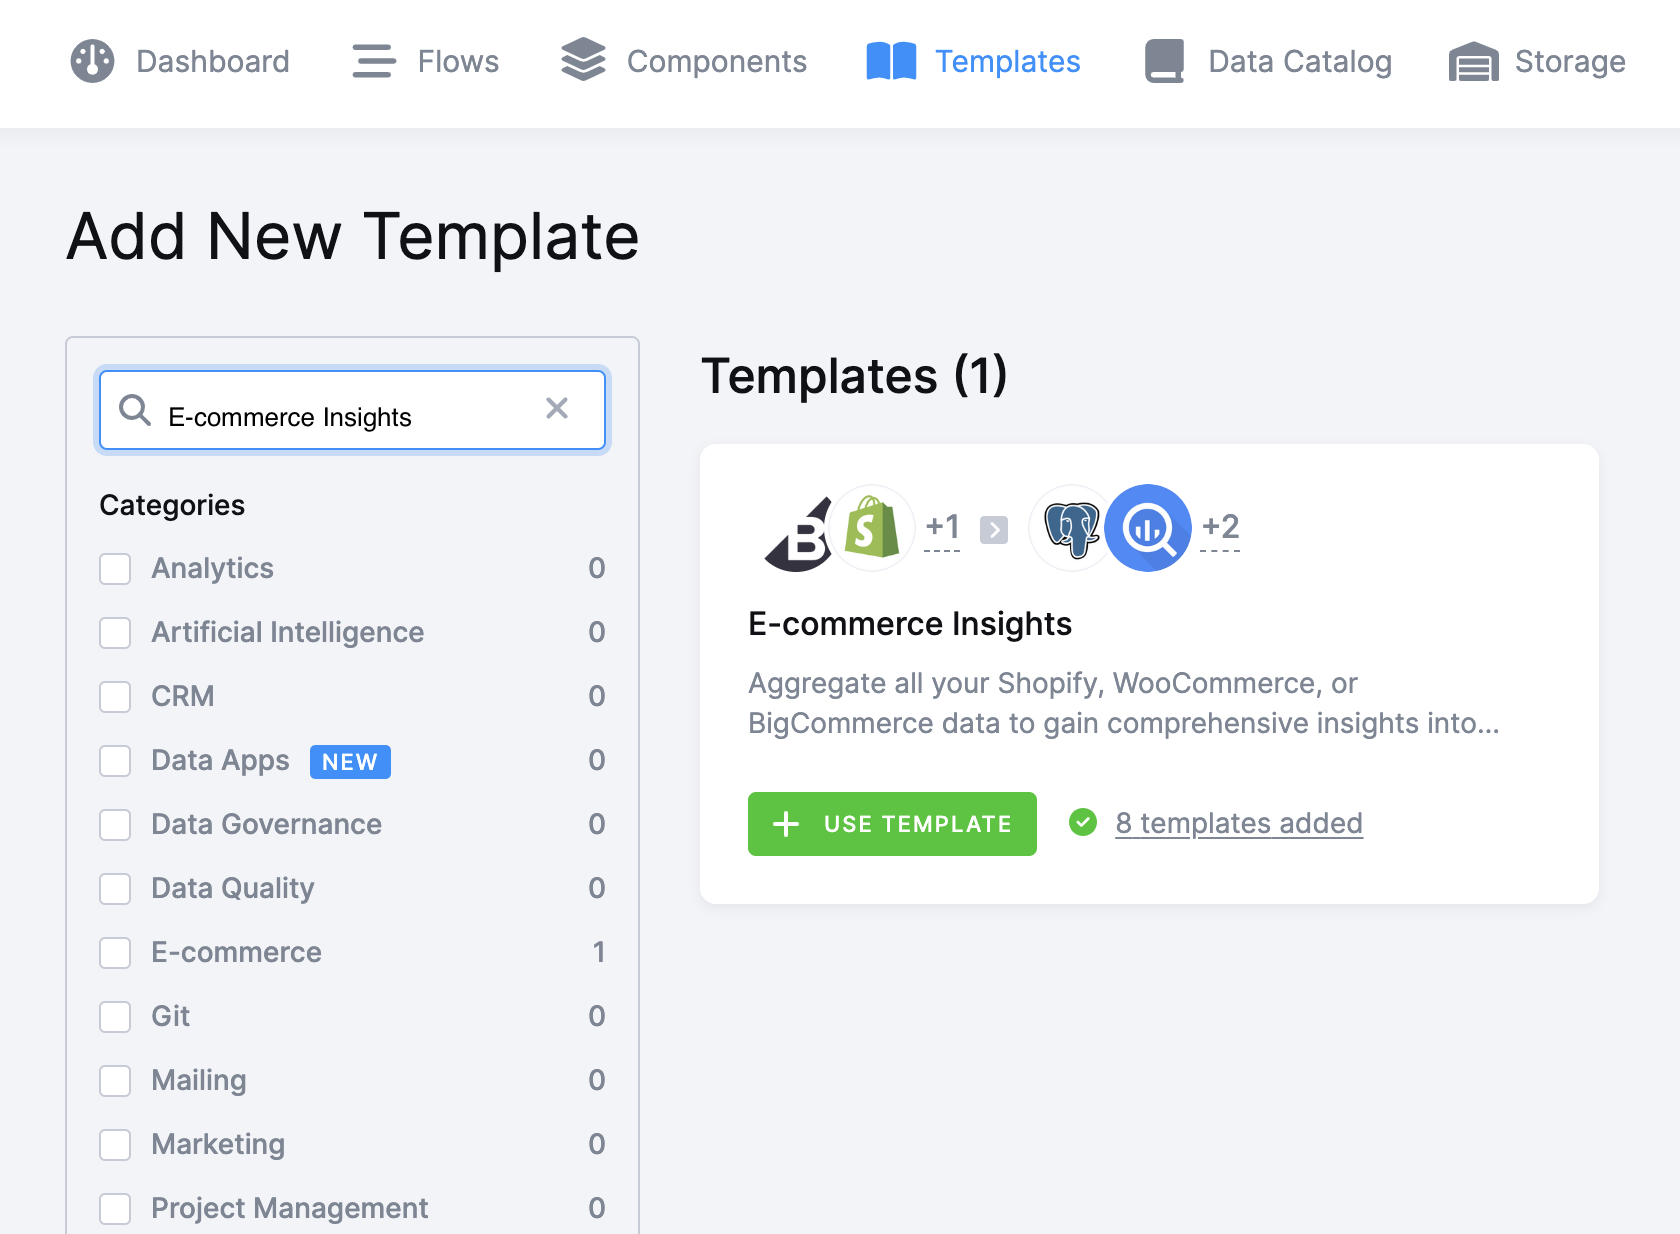 Dashboard Flows Components Templates Data Catalog Storage
Add New Template
E-commerce Insights
Categories
Analytics 0
Artificial Intelligence 0
CRM 0
Data Apps NEW 0
Data Governance 0
Data Quality 0
E-commerce 1
Git 0
Mailing 0
Marketing 0
Project Management 0
Templates (1)
B S +1 +2
E-commerce Insights
Aggregate all your Shopify, WooCommerce, or
BigCommerce data to gain comprehensive insights into...
USE TEMPLATE 8 templates added